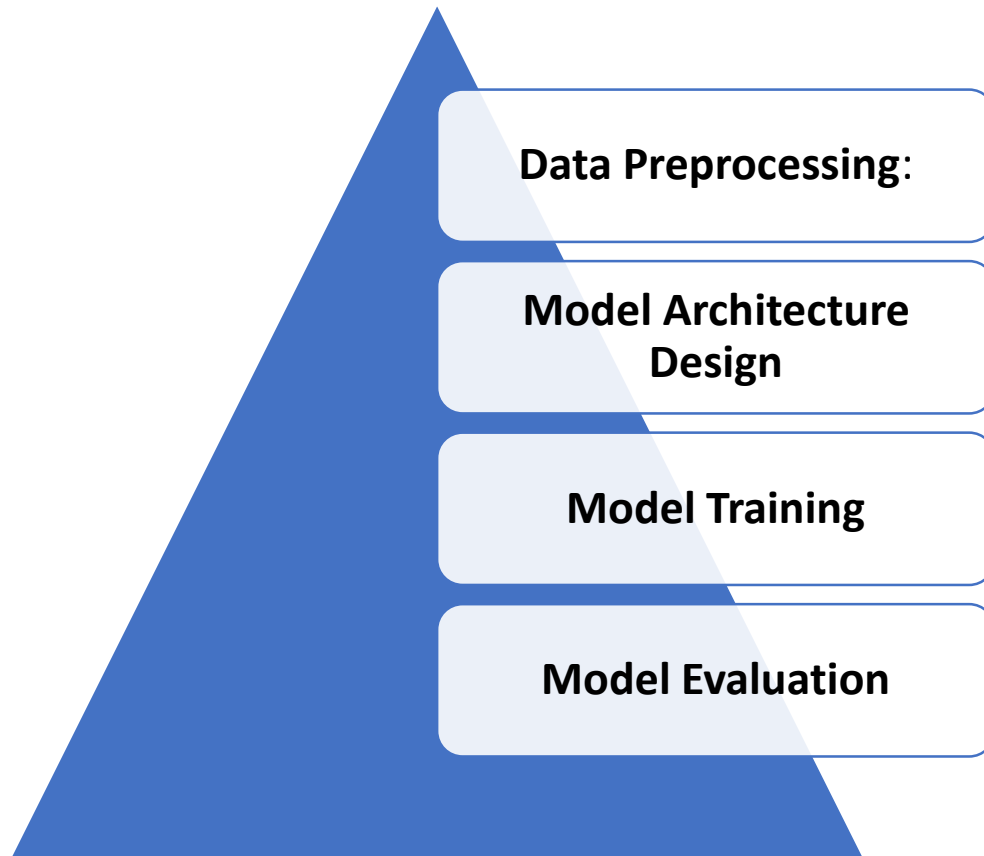 Data Preprocessing:
Model Architecture
Design
Model Training
Model Evaluation